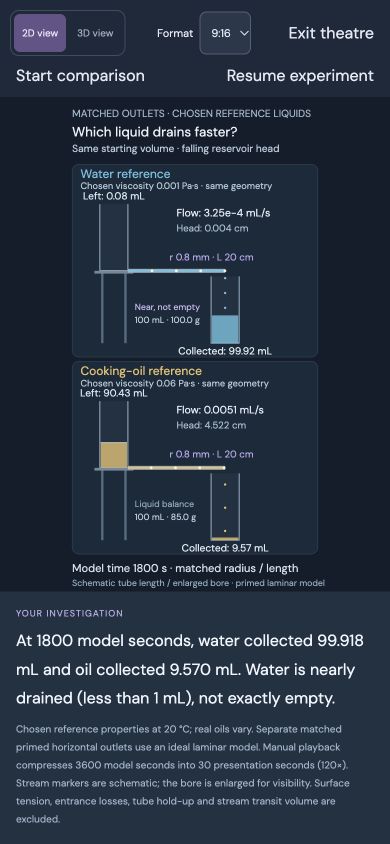 2D view 3D view Format 9:16 Exit theatre
Start comparison Resume experiment
MATCHED OUTLETS · CHOSEN REFERENCE LIQUIDS
Which liquid drains faster?
Same starting volume · falling reservoir head
Water reference
Chosen viscosity 0.001 Pa·s · same geometry
Left: 0.08 mL
Flow: 3.25e-4 mL/s
Head: 0.004 cm
r 0.8 mm · L 20 cm
Near, not empty
100 mL · 100.0 g
Collected: 99.92 mL
Cooking-oil reference
Chosen viscosity 0.06 Pa·s · same geometry
Left: 90.43 mL
Flow: 0.0051 mL/s
Head: 4.522 cm
r 0.8 mm · L 20 cm
Liquid balance
100 mL · 85.0 g
Collected: 9.57 mL
Model time 1800 s · matched radius / length
Schematic tube length / enlarged bore · primed laminar model
YOUR INVESTIGATION
At 1800 model seconds, water collected 99.918
mL and oil collected 9.570 mL. Water is nearly
drained (less than 1 mL), not exactly empty.
Chosen reference properties at 20 °C; real oils vary. Separate matched
primed horizontal outlets use an ideal laminar model. Manual playback
compresses 3600 model seconds into 30 presentation seconds (120×).
Stream markers are schematic; the bore is enlarged for visibility. Surface
tension, entrance losses, tube hold-up and stream transit volume are
excluded.